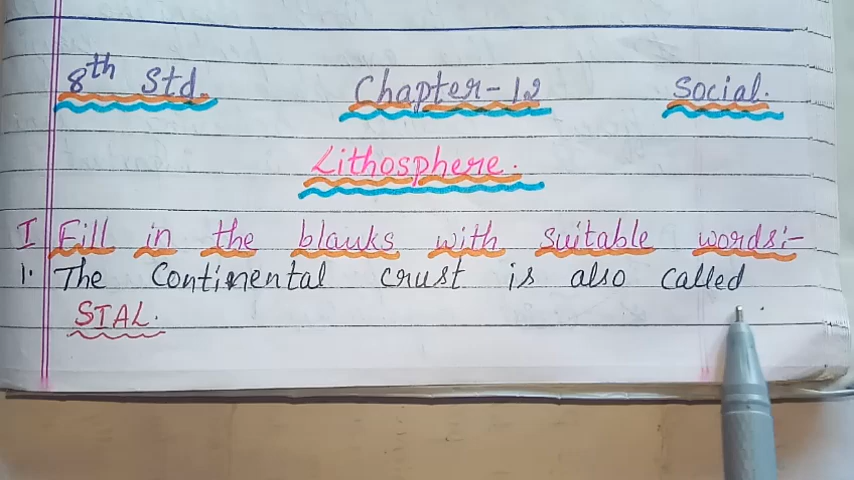 8th Std. Chapter-12 Social.
Lithosphere.
I Fill in the blanks with suitable words:-
1. The Continental crust is also called
STAL.